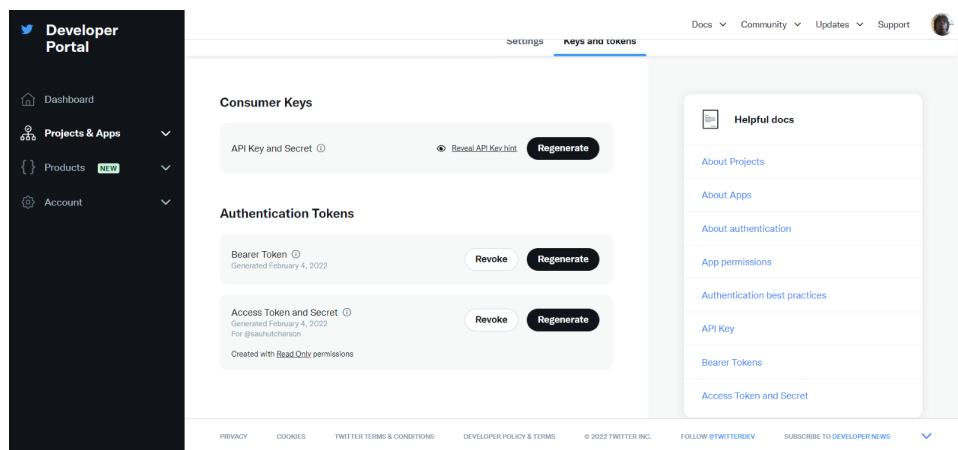 Developer
Portal
Docs
Community
Updates
Support
Settings
Keys and tokens
Dashboard
Projects & Apps
Products NEW
Account
Consumer Keys
API Key and Secret
Reveal API Key hint
Regenerate
Authentication Tokens
Bearer Token
Generated February 4, 2022
Revoke
Regenerate
Access Token and Secret
Generated February 4, 2022
For @sauhutcherson
Created with Read Only permissions
Revoke
Regenerate
Helpful docs
About Projects
About Apps
About authentication
App permissions
Authentication best practices
API Key
Bearer Tokens
Access Token and Secret
PRIVACY
COOKIES
TWITTER TERMS & CONDITIONS
DEVELOPER POLICY & TERMS
© 2022 TWITTER INC.
FOLLOW @TWITTERDEV
SUBSCRIBE TO DEVELOPER NEWS